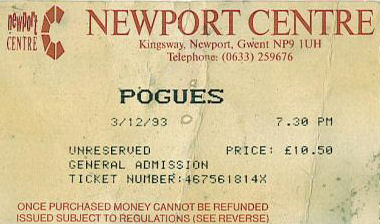 newport
CENTRE
NEWPORT CENTRE
Kingsway, Newport, Gwent NP9 1UH
Telephone: (0633) 259676
POGUES
3/12/93 7.30 PM
UNRESERVED PRICE: £10.50
GENERAL ADMISSION
TICKET NUMBER:467561814X
ONCE PURCHASED MONEY CANNOT BE REFUNDED
ISSUED SUBJECT TO REGULATIONS (SEE REVERSE)